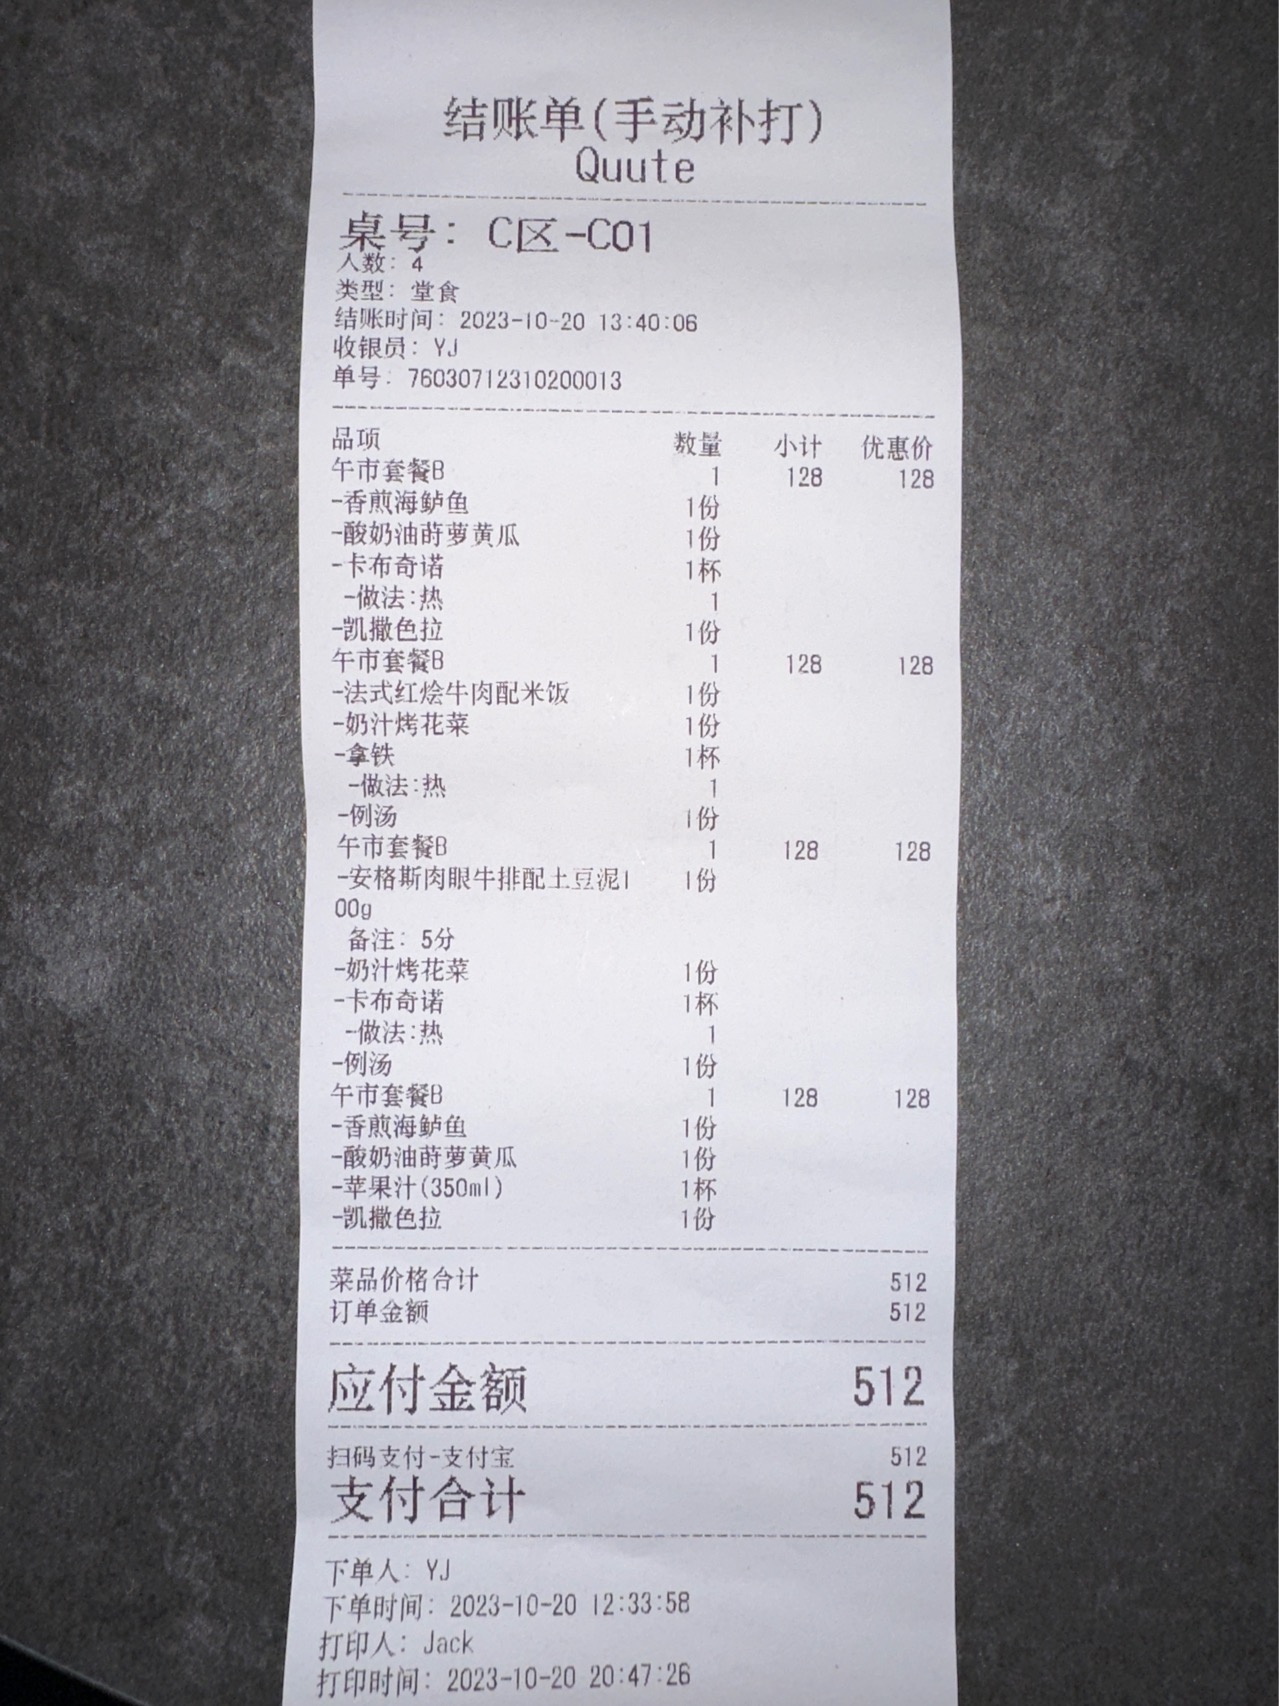 结账单(手动补打)
Quute
桌号: C区-C01
人数: 4
类型: 堂食
结账时间: 2023-10-20 13:40:06
收银员: YJ
单号: 76030712310200013
品项 数量 小计 优惠价
午市套餐B 1 128 128
-香煎海鲈鱼 1份
-酸奶油莳萝黄瓜 1份
-卡布奇诺 1杯
-做法:热 1
-凯撒色拉 1份
午市套餐B 1 128 128
-法式红烩牛肉配米饭 1份
-奶汁烤花菜 1份
-拿铁 1杯
-做法:热 1
-例汤 1份
午市套餐B 1 128 128
-安格斯肉眼牛排配土豆泥1 1份
00g
备注: 5分
-奶汁烤花菜 1份
-卡布奇诺 1杯
-做法:热 1
-例汤 1份
午市套餐B 1 128 128
-香煎海鲈鱼 1份
-酸奶油莳萝黄瓜 1份
-苹果汁(350ml) 1杯
-凯撒色拉 1份
菜品价格合计 512
订单金额 512
应付金额 512
扫码支付-支付宝 512
支付合计 512
下单人: YJ
下单时间: 2023-10-20 12:33:58
打印人: Jack
打印时间: 2023-10-20 20:47:26